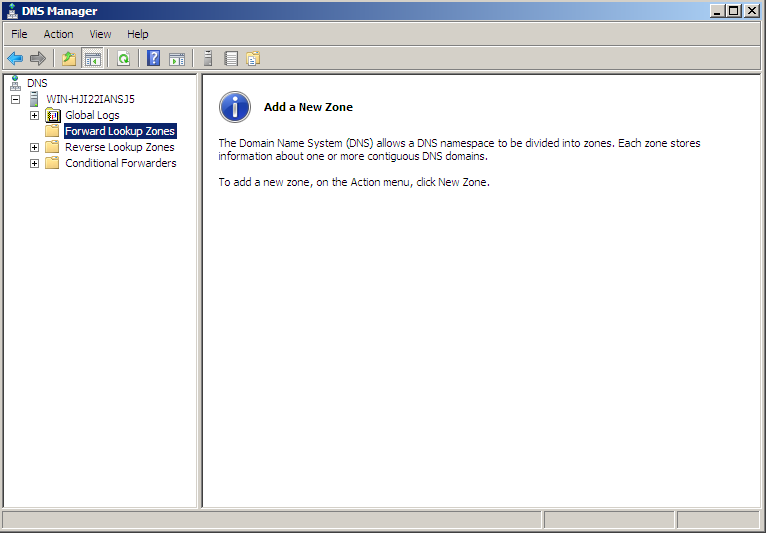 DNS Manager
File Action View Help
DNS
WIN-HJI22IANSJ5
Global Logs
Forward Lookup Zones
Reverse Lookup Zones
Conditional Forwarders
Add a New Zone
The Domain Name System (DNS) allows a DNS namespace to be divided into zones. Each zone stores
information about one or more contiguous DNS domains.
To add a new zone, on the Action menu, click New Zone.